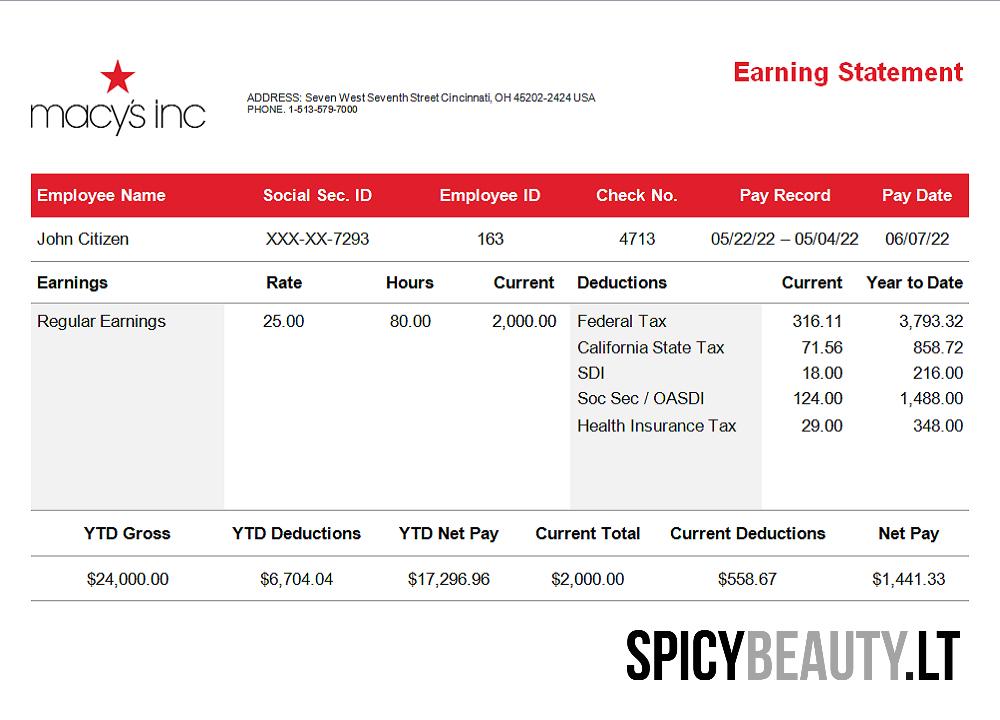 Earning Statement
macy's inc
ADDRESS: Seven West Seventh Street Cincinnati, OH 45202-2424 USA
PHONE. 1-513-579-7000
Employee Name Social Sec. ID Employee ID Check No. Pay Record Pay Date
John Citizen XXX-XX-7293 163 4713 05/22/22 – 05/04/22 06/07/22
Earnings Rate Hours Current Deductions Current Year to Date
Regular Earnings 25.00 80.00 2,000.00 Federal Tax 316.11 3,793.32
California State Tax 71.56 858.72
SDI 18.00 216.00
Soc Sec / OASDI 124.00 1,488.00
Health Insurance Tax 29.00 348.00
YTD Gross YTD Deductions YTD Net Pay Current Total Current Deductions Net Pay
$24,000.00 $6,704.04 $17,296.96 $2,000.00 $558.67 $1,441.33
SPICYBEAUTY.LT